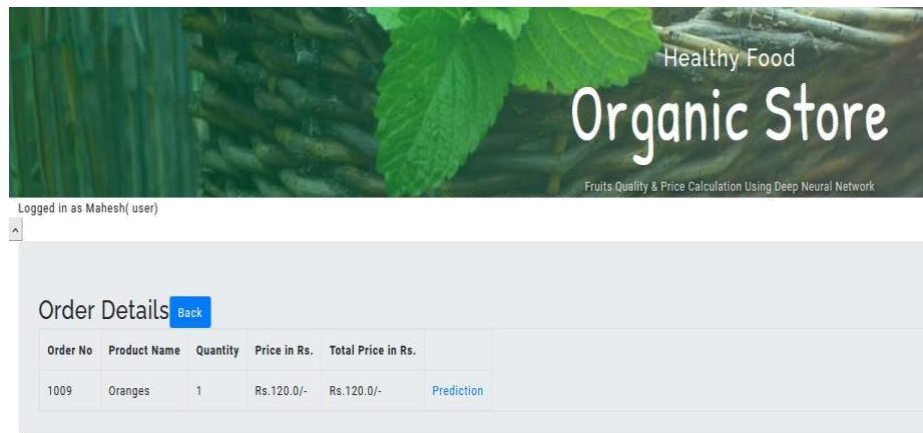 Healthy Food
Organic Store
Fruits Quality & Price Calculation Using Deep Neural Network
Logged in as Mahesh( user)
^
Order Details Back
Order No Product Name Quantity Price in Rs. Total Price in Rs.
1009 Oranges 1 Rs.120.0/- Rs.120.0/- Prediction